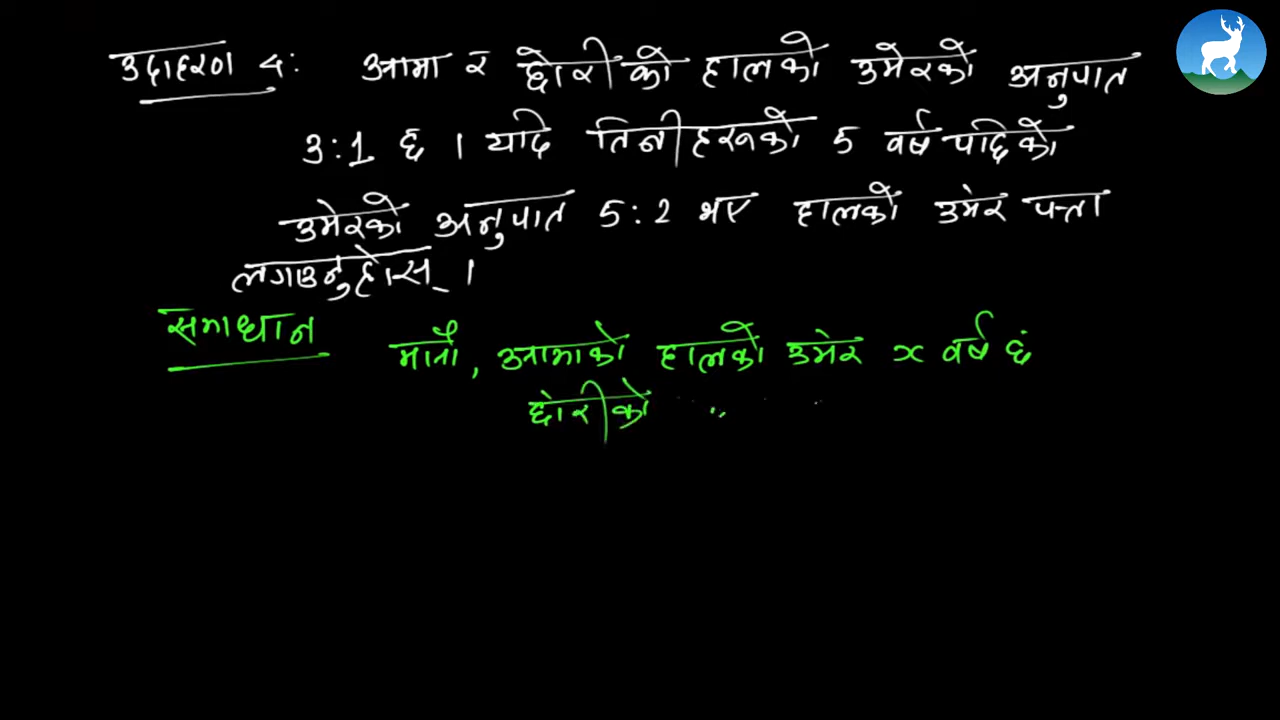 उदाहरण ४: आमा र छोरीको हालको उमेरको अनुपात
3:1 छ । यदि तिनीहरूको 5 वर्ष पछिको
उमेरको अनुपात 5:2 भए हालको उमेर पत्ता
लगाउनुहोस् ।
समाधान मानौं, आमाको हालको उमेर x वर्ष छ
छोरीको ,,